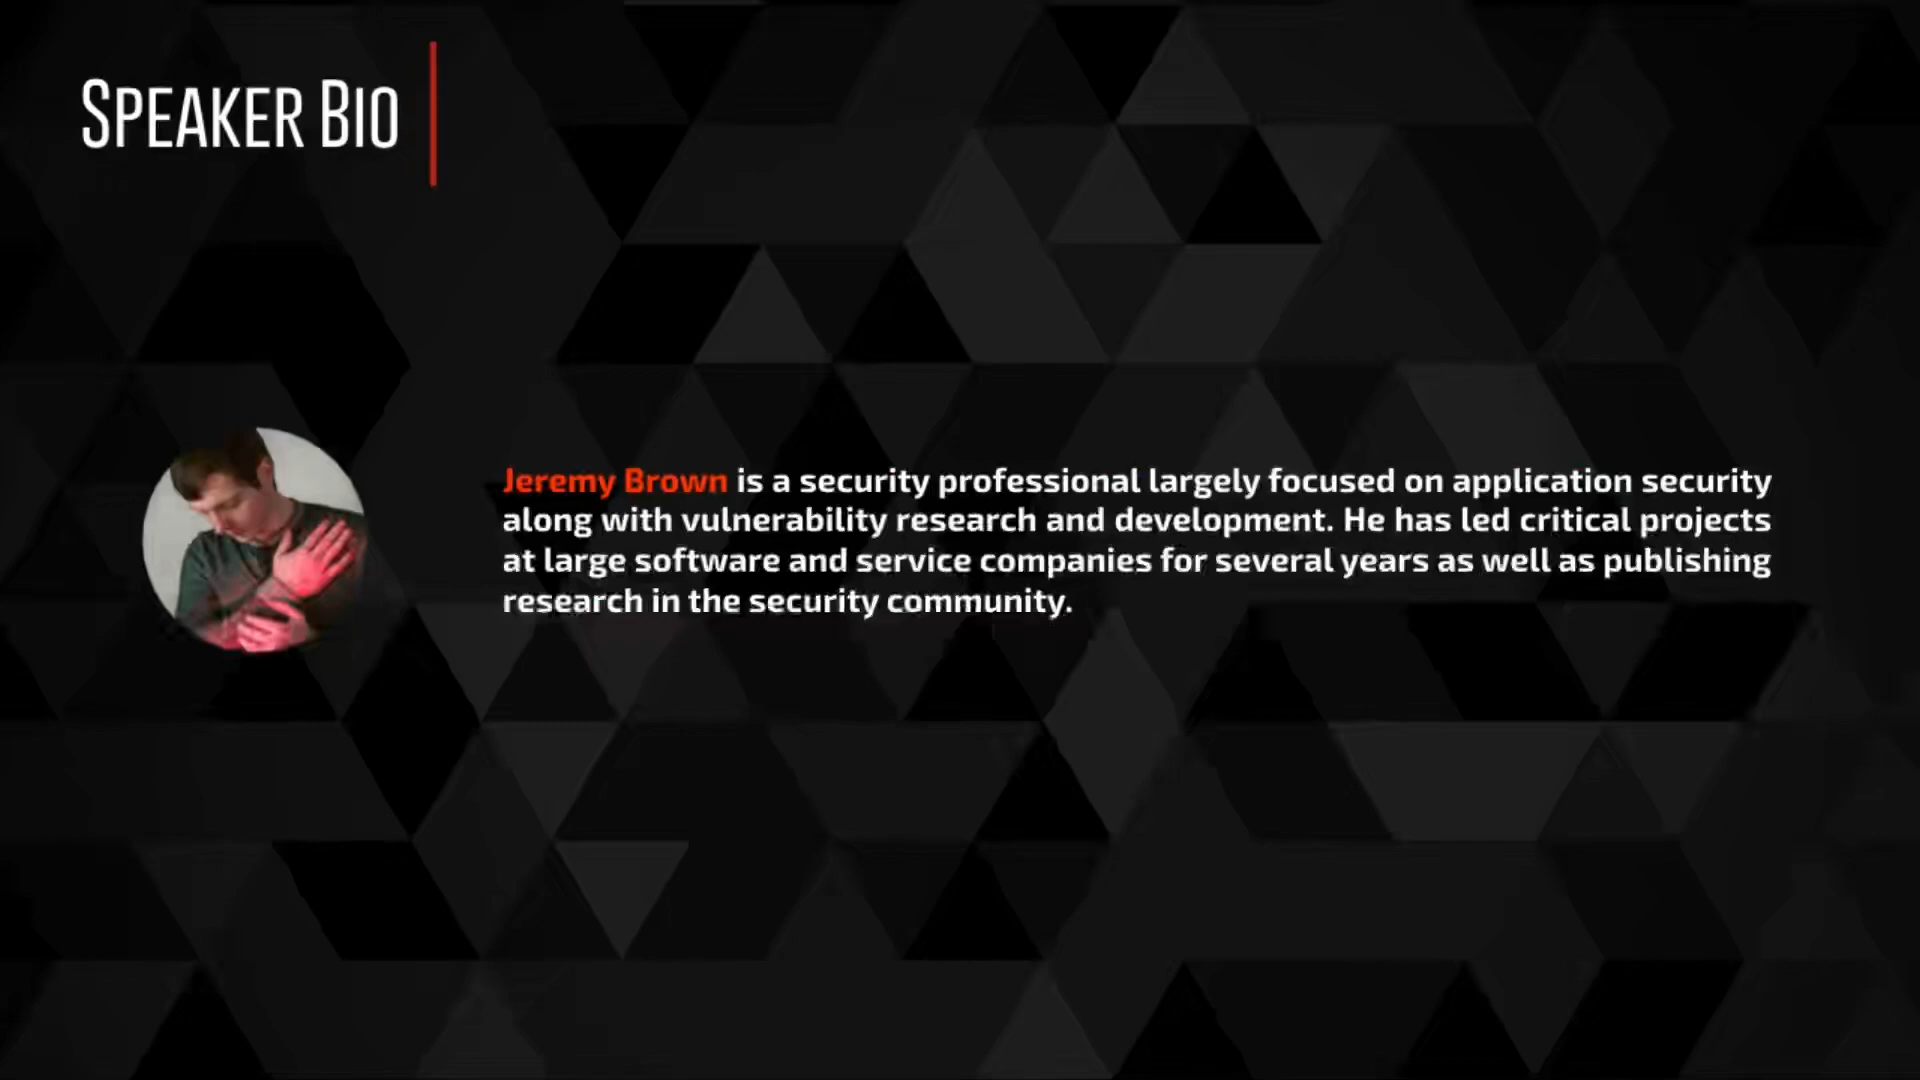 SPEAKER BIO
Jeremy Brown is a security professional largely focused on application security
along with vulnerability research and development. He has led critical projects
at large software and service companies for several years as well as publishing
research in the security community.